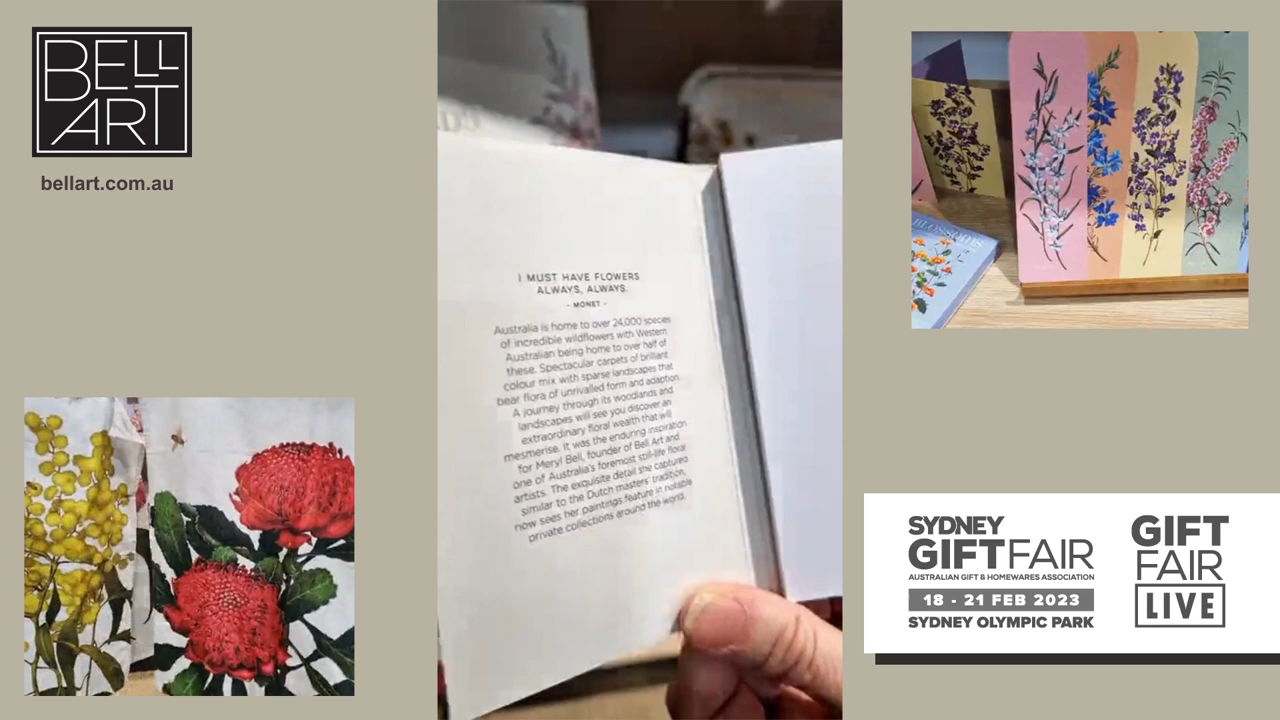 BELL
ART
bellart.com.au
I MUST HAVE FLOWERS
ALWAYS, ALWAYS.
- MONET -
Australia is home to over 24,000 species
of incredible wildflowers with Western
Australian being home to over half of
these. Spectacular carpets of brilliant
colour mix with sparse landscapes that
bear flora of unrivalled form and adaption.
A journey through its woodlands and
landscapes will see you discover an
extraordinary floral wealth that will
mesmerise. It was the enduring inspiration
for Meryl Bell, founder of Bell Art and
one of Australia's foremost still-life floral
artists. The exquisite detail she captured
similar to the Dutch masters' tradition,
now sees her paintings feature in notable
private collections around the world.
BLOSSOMS
SYDNEY
GIFT FAIR
AUSTRALIAN GIFT & HOMEWARES ASSOCIATION
18 - 21 FEB 2023
SYDNEY OLYMPIC PARK
GIFT
FAIR
LIVE